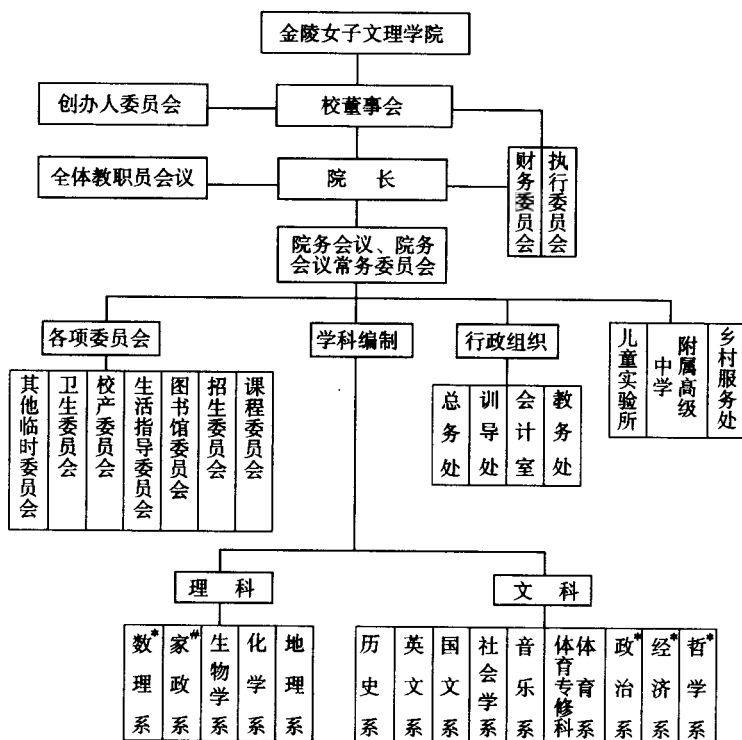 金陵女子文理学院
创办人委员会
校董事会
财务委员会
执行委员会
全体教职员会议
院 长
院务会议、院务
会议常务委员会
各项委员会
学科编制
行政组织
儿童实验所
附属高级
中学
乡村服务处
其他临时委员会
卫生委员会
校产委员会
生活指导委员会
图书馆委员会
招生委员会
课程委员会
总务处
训导处
会计室
教务处
理 科
文 科
数理系*
家政系#
生物学系
化学系
地理系
历史系
英文系
国文系
社会学系
音乐系
体育专修科
体育系
政治系*
经济系*
哲学系*